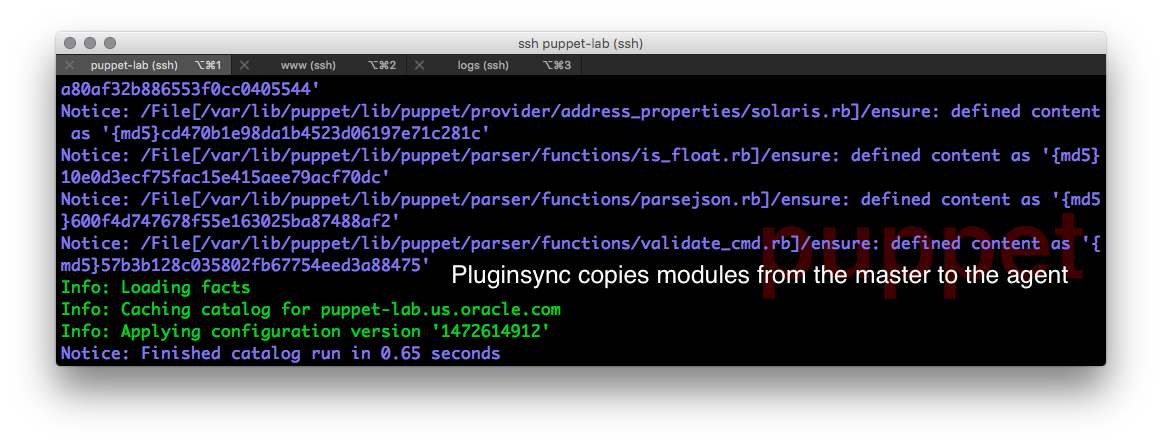 ssh puppet-lab (ssh)
puppet-lab (ssh) ⌥⌘1 www (ssh) ⌥⌘2 logs (ssh) ⌥⌘3
a80af32b886553f0cc0405544'
Notice: /File[/var/lib/puppet/lib/puppet/provider/address_properties/solaris.rb]/ensure: defined content
as '{md5}cd470b1e98da1b4523d06197e71c281c'
Notice: /File[/var/lib/puppet/lib/puppet/parser/functions/is_float.rb]/ensure: defined content as '{md5}
10e0d3ecf75fac15e415aee79acf70dc'
Notice: /File[/var/lib/puppet/lib/puppet/parser/functions/parsejson.rb]/ensure: defined content as '{md5
}600f4d747678f55e163025ba87488af2'
Notice: /File[/var/lib/puppet/lib/puppet/parser/functions/validate_cmd.rb]/ensure: defined content as '{
md5}57b3b128c035802fb67754eed3a88475'
puppet
Pluginsync copies modules from the master to the agent
Info: Loading facts
Info: Caching catalog for puppet-lab.us.oracle.com
Info: Applying configuration version '1472614912'
Notice: Finished catalog run in 0.65 seconds